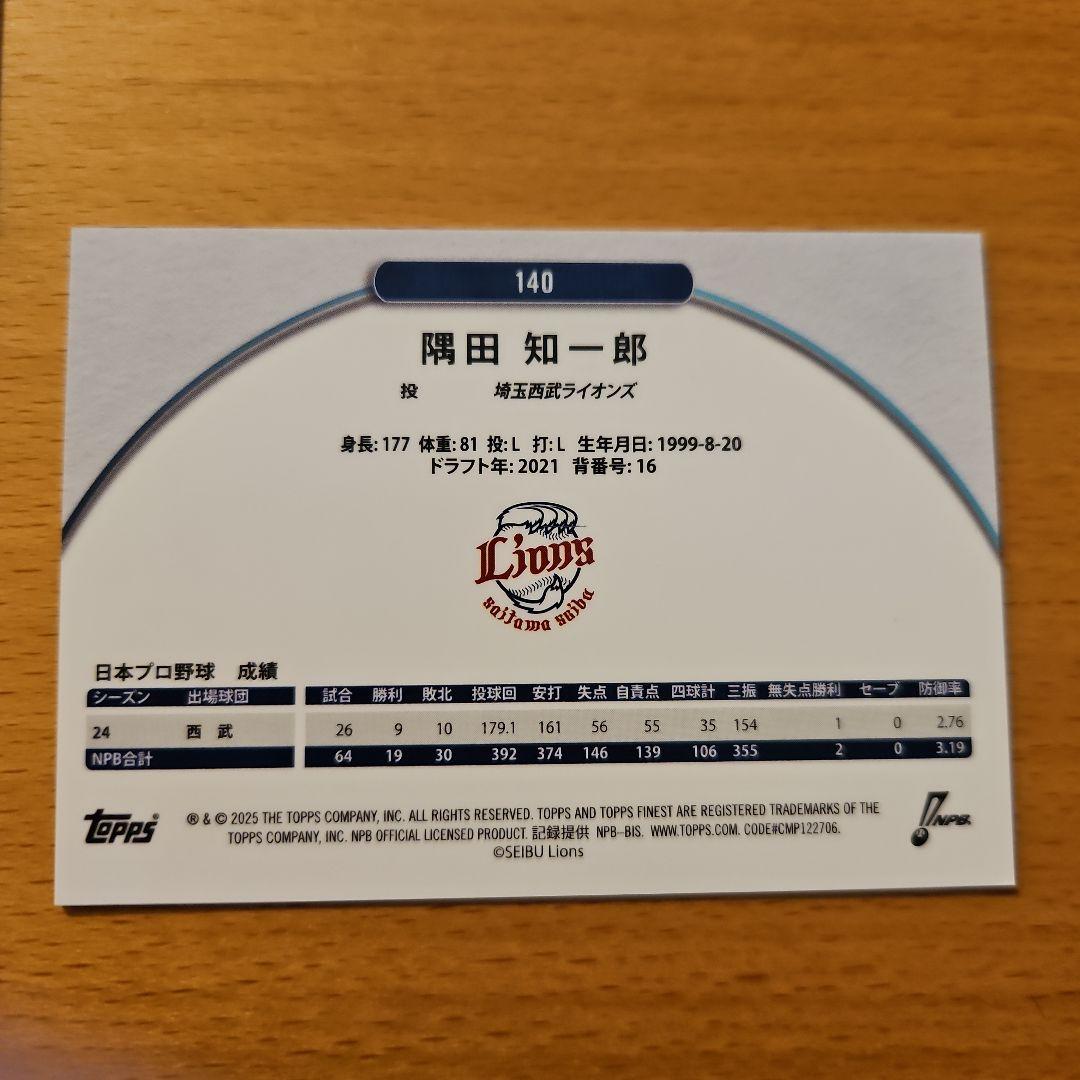 140
隅田 知一郎
投 埼玉西武ライオンズ
身長: 177 体重: 81 投: L 打: L 生年月日: 1999-8-20
ドラフト年: 2021 背番号: 16
Lions
saitama seibu
日本プロ野球 成績
シーズン 出場球団 試合 勝利 敗北 投球回 安打 失点 自責点 四球計 三振 無失点勝利 セーブ 防御率
24 西 武 26 9 10 179.1 161 56 55 35 154 1 0 2.76
NPB合計 64 19 30 392 374 146 139 106 355 2 0 3.19
TOPPS ® & © 2025 THE TOPPS COMPANY, INC. ALL RIGHTS RESERVED. TOPPS AND TOPPS FINEST ARE REGISTERED TRADEMARKS OF THE
TOPPS COMPANY, INC. NPB OFFICIAL LICENSED PRODUCT. 記録提供 NPB-BIS. WWW.TOPPS.COM. CODE#CMP122706.
©SEIBU Lions
NPB